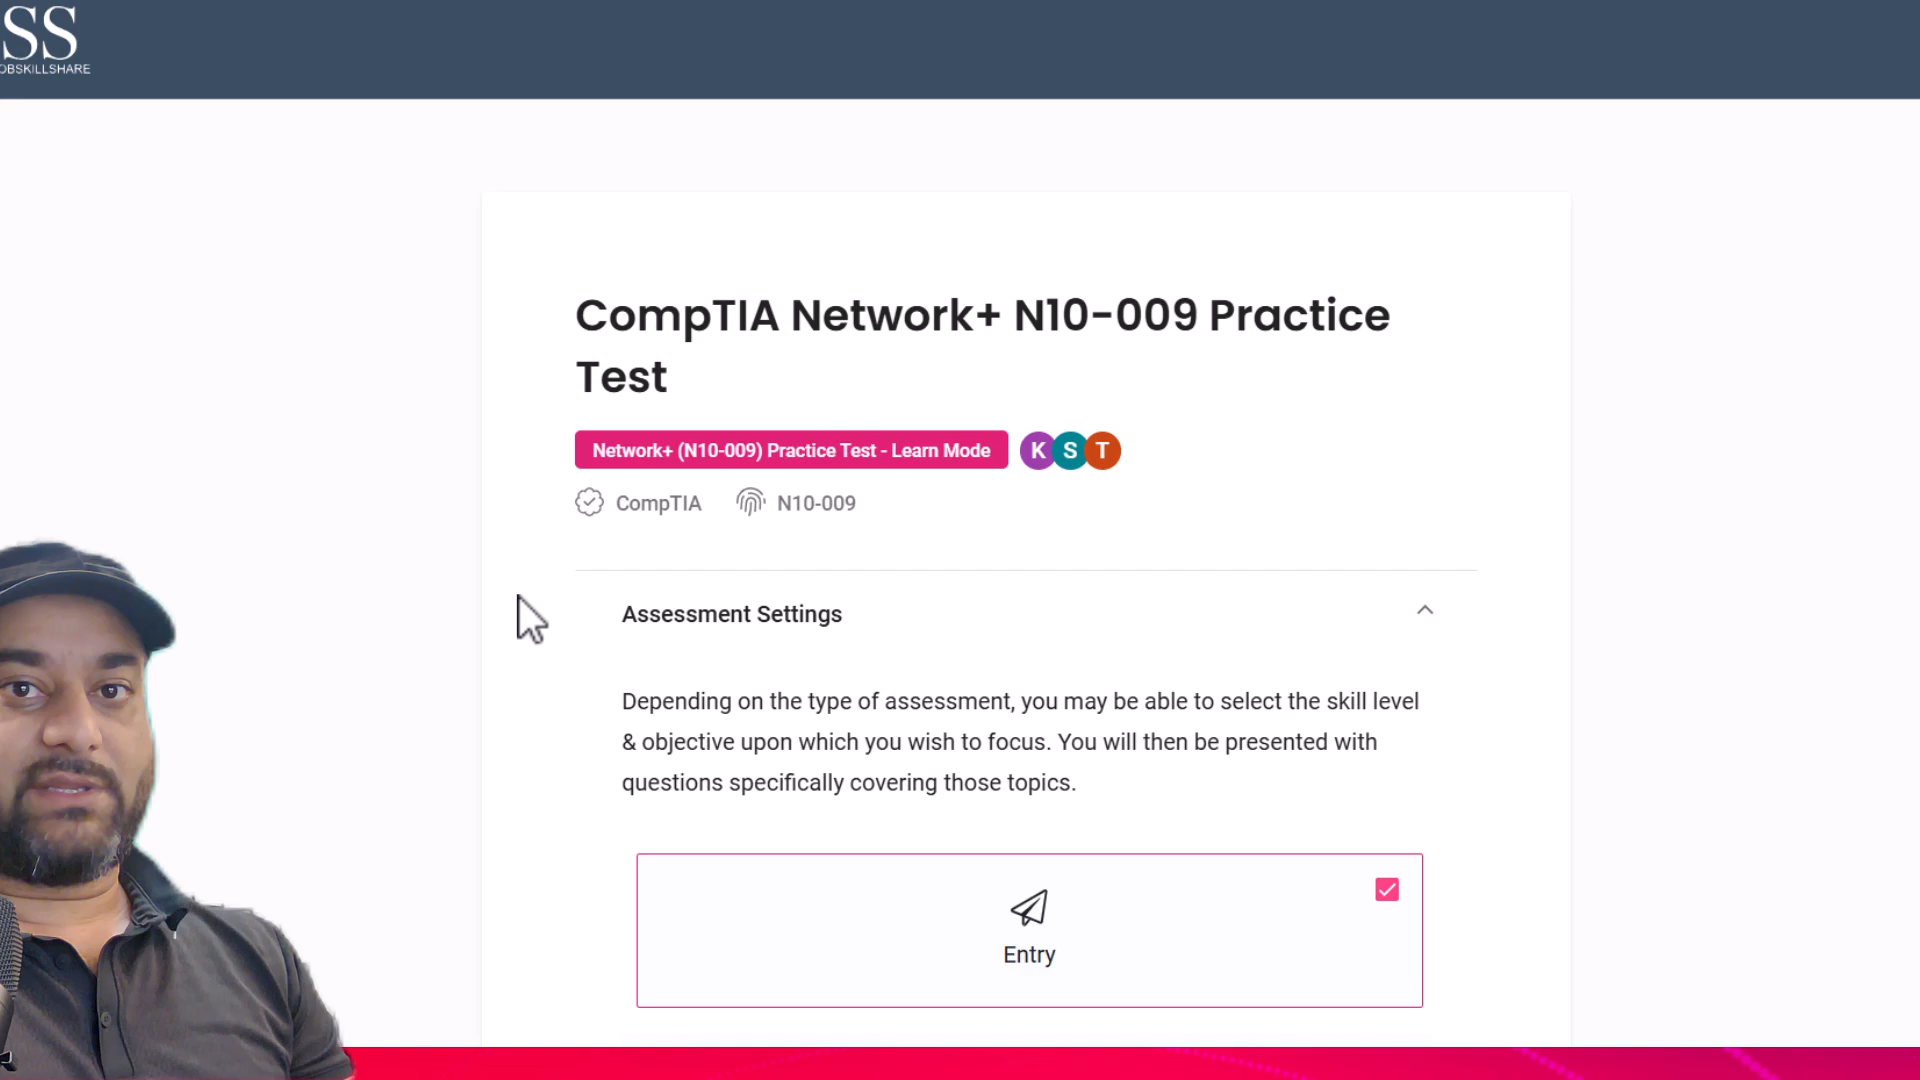 SS
OBSKILLSHARE
CompTIA Network+ N10-009 Practice
Test
Network+ (N10-009) Practice Test - Learn Mode
K S T
CompTIA N10-009
Assessment Settings
Depending on the type of assessment, you may be able to select the skill level
& objective upon which you wish to focus. You will then be presented with
questions specifically covering those topics.
Entry